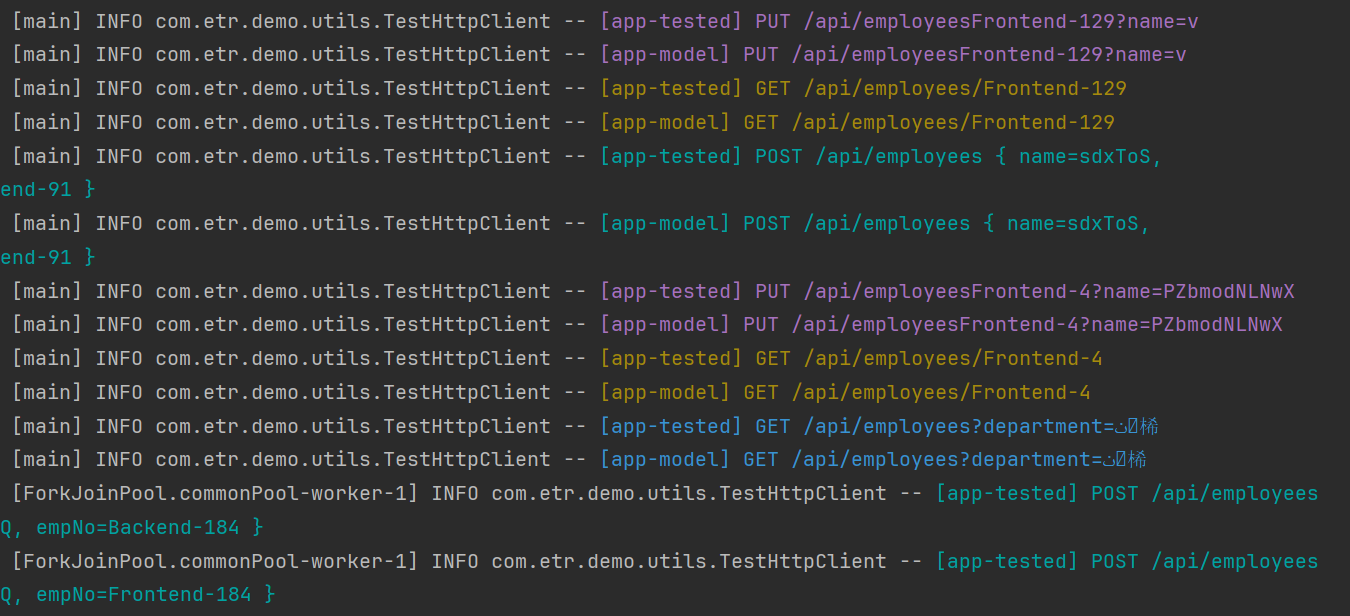 [main] INFO com.etr.demo.utils.TestHttpClient -- [app-tested] PUT /api/employeesFrontend-129?name=v
[main] INFO com.etr.demo.utils.TestHttpClient -- [app-model] PUT /api/employeesFrontend-129?name=v
[main] INFO com.etr.demo.utils.TestHttpClient -- [app-tested] GET /api/employees/Frontend-129
[main] INFO com.etr.demo.utils.TestHttpClient -- [app-model] GET /api/employees/Frontend-129
[main] INFO com.etr.demo.utils.TestHttpClient -- [app-tested] POST /api/employees { name=sdxToS,
end-91 }
[main] INFO com.etr.demo.utils.TestHttpClient -- [app-model] POST /api/employees { name=sdxToS,
end-91 }
[main] INFO com.etr.demo.utils.TestHttpClient -- [app-tested] PUT /api/employeesFrontend-4?name=PZbmodNLNwX
[main] INFO com.etr.demo.utils.TestHttpClient -- [app-model] PUT /api/employeesFrontend-4?name=PZbmodNLNwX
[main] INFO com.etr.demo.utils.TestHttpClient -- [app-tested] GET /api/employees/Frontend-4
[main] INFO com.etr.demo.utils.TestHttpClient -- [app-model] GET /api/employees/Frontend-4
[main] INFO com.etr.demo.utils.TestHttpClient -- [app-tested] GET /api/employees?department=
[main] INFO com.etr.demo.utils.TestHttpClient -- [app-model] GET /api/employees?department=
[ForkJoinPool.commonPool-worker-1] INFO com.etr.demo.utils.TestHttpClient -- [app-tested] POST /api/employees
Q, empNo=Backend-184 }
[ForkJoinPool.commonPool-worker-1] INFO com.etr.demo.utils.TestHttpClient -- [app-tested] POST /api/employees
Q, empNo=Frontend-184 }